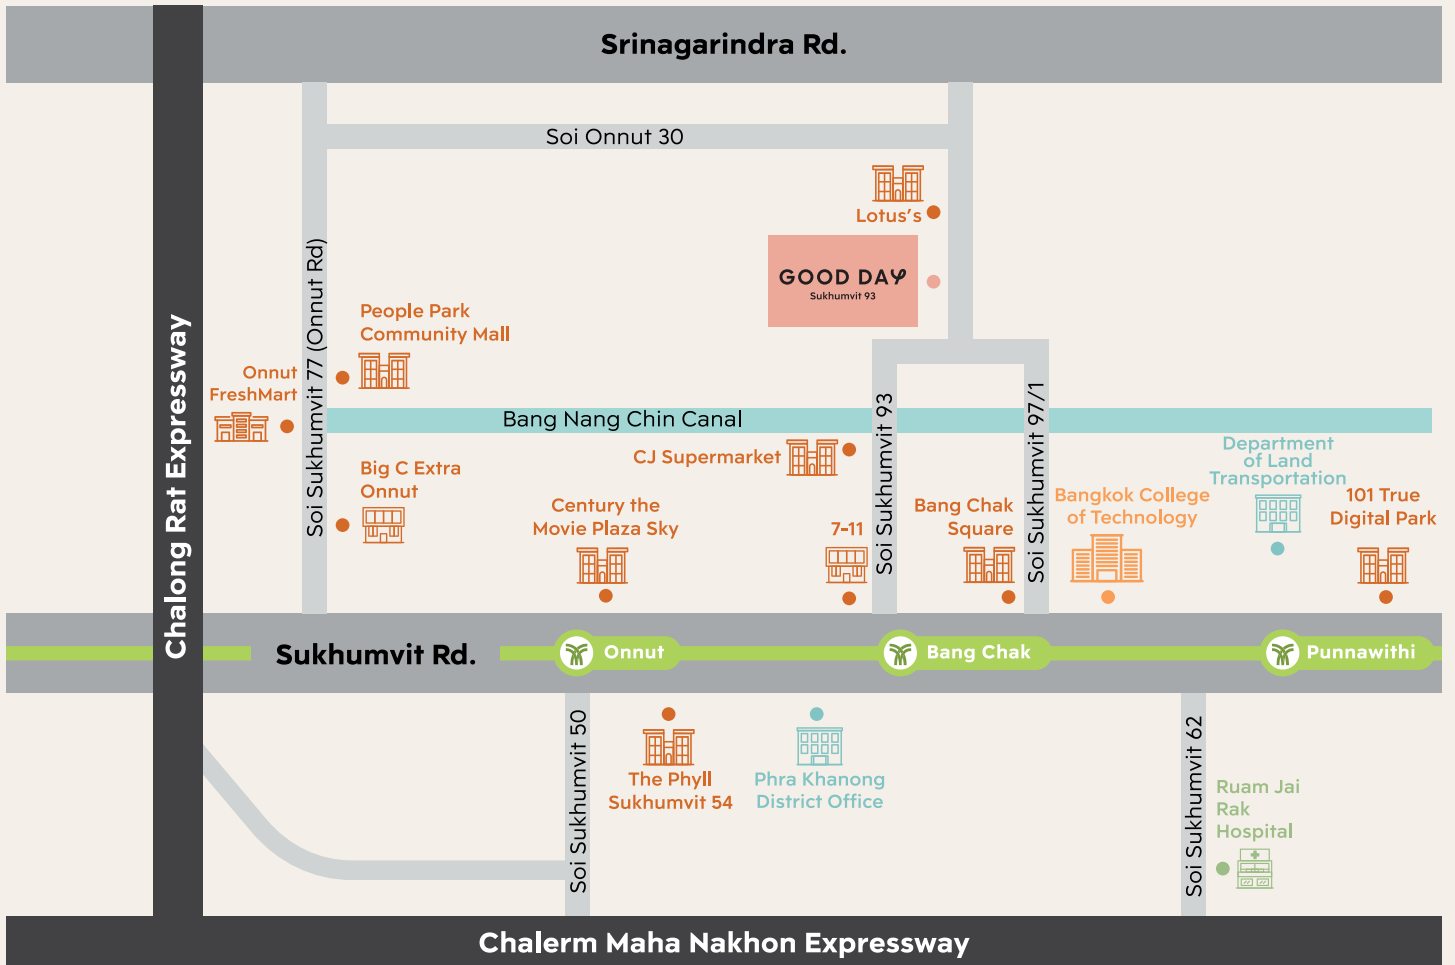 Srinagarindra Rd.
Soi Onnut 30
Lotus's
GOOD DAY
Sukhumvit 93
Chalong Rat Expressway
Soi Sukhumvit 77 (Onnut Rd)
People Park
Community Mall
Onnut
FreshMart
Bang Nang Chin Canal
Soi Sukhumvit 93
Soi Sukhumvit 97/1
CJ Supermarket
Big C Extra
Onnut
Century the
Movie Plaza Sky
7-11
Bang Chak
Square
Bangkok College
of Technology
Department
of Land
Transportation
101 True
Digital Park
Sukhumvit Rd.
Onnut
Bang Chak
Punnawithi
Soi Sukhumvit 50
The Phyll
Sukhumvit 54
Phra Khanong
District Office
Soi Sukhumvit 62
Ruam Jai
Rak
Hospital
Chalerm Maha Nakhon Expressway